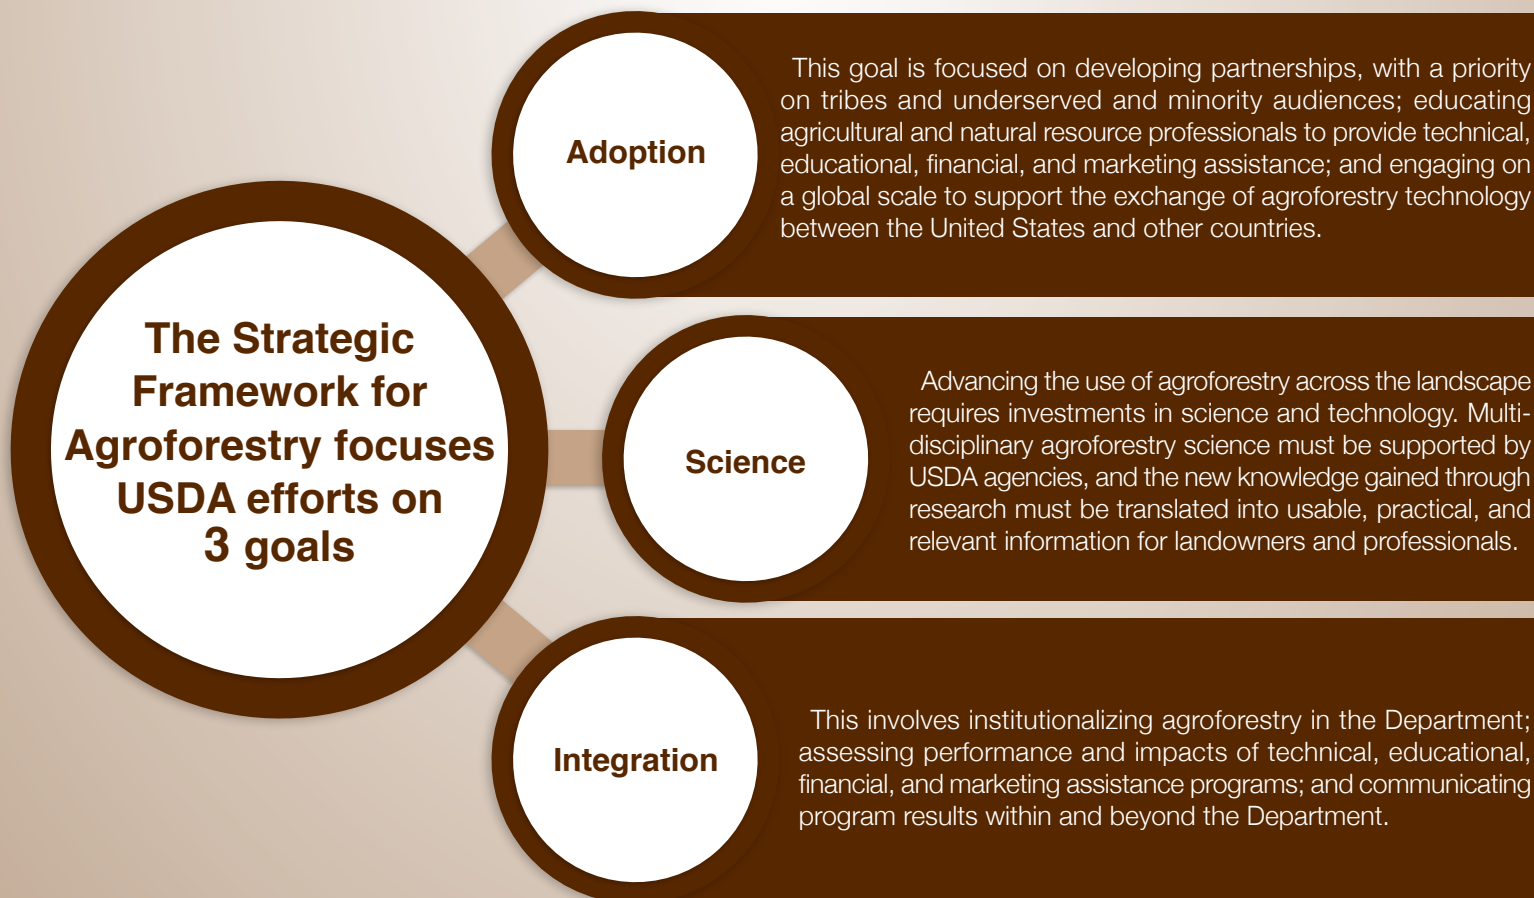 The Strategic
Framework for
Agroforestry focuses
USDA efforts on
3 goals
Adoption
This goal is focused on developing partnerships, with a priority
on tribes and underserved and minority audiences; educating
agricultural and natural resource professionals to provide technical,
educational, financial, and marketing assistance; and engaging on
a global scale to support the exchange of agroforestry technology
between the United States and other countries.
Science
Advancing the use of agroforestry across the landscape
requires investments in science and technology. Multi-
disciplinary agroforestry science must be supported by
USDA agencies, and the new knowledge gained through
research must be translated into usable, practical, and
relevant information for landowners and professionals.
Integration
This involves institutionalizing agroforestry in the Department;
assessing performance and impacts of technical, educational,
financial, and marketing assistance programs; and communicating
program results within and beyond the Department.